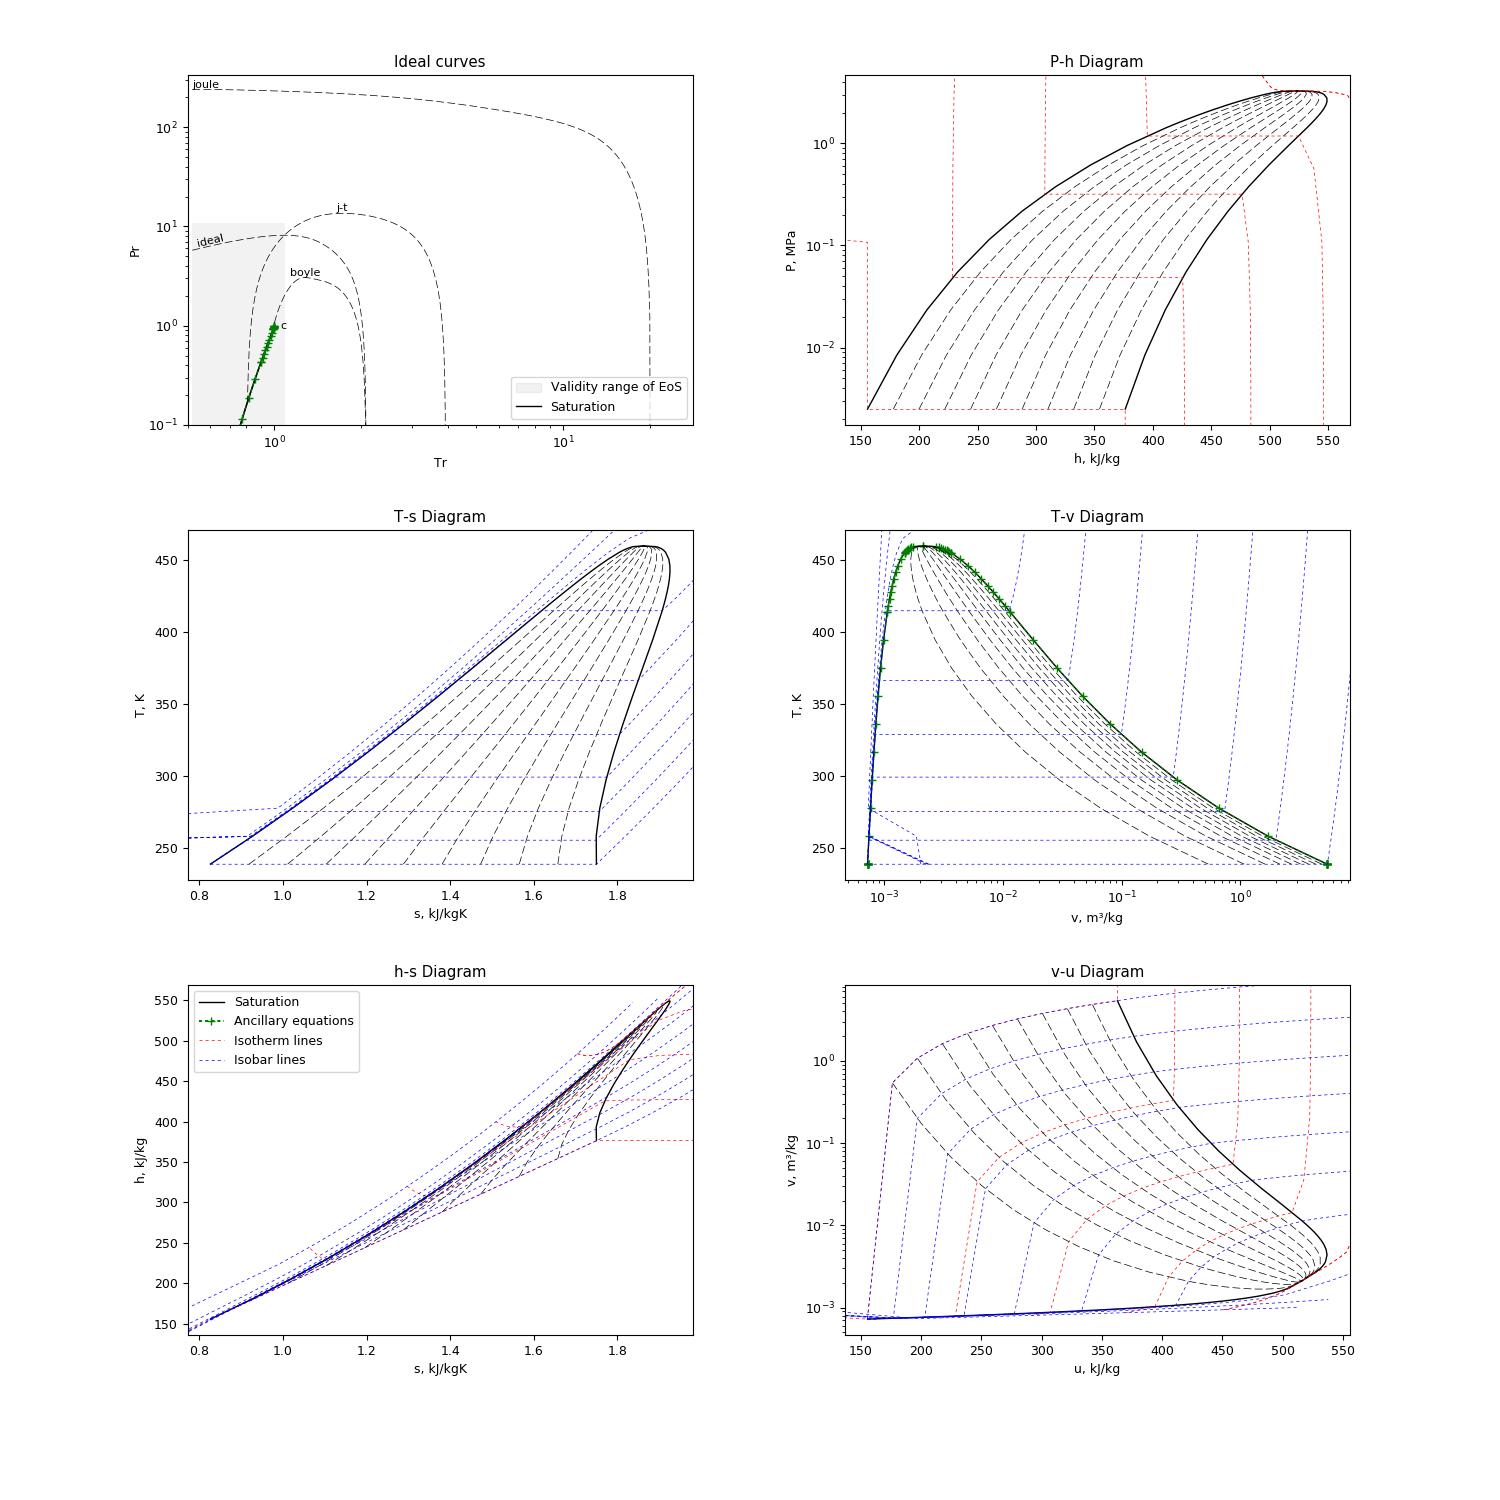 Ideal curves
joule
j-t
ideal
boyle
c
Validity range of EoS
Saturation
10²
10¹
10⁰
10⁻¹
Pr
10⁰
10¹
Tr
P-h Diagram
10⁰
10⁻¹
10⁻²
P, MPa
150 200 250 300 350 400 450 500 550
h, kJ/kg
T-s Diagram
450
400
350
300
250
T, K
0.8 1.0 1.2 1.4 1.6 1.8
s, kJ/kgK
T-v Diagram
450
400
350
300
250
T, K
10⁻³ 10⁻² 10⁻¹ 10⁰
v, m³/kg
h-s Diagram
Saturation
Ancillary equations
Isotherm lines
Isobar lines
550
500
450
400
350
300
250
200
150
h, kJ/kg
0.8 1.0 1.2 1.4 1.6 1.8
s, kJ/kgK
v-u Diagram
10⁰
10⁻¹
10⁻²
10⁻³
v, m³/kg
150 200 250 300 350 400 450 500 550
u, kJ/kg